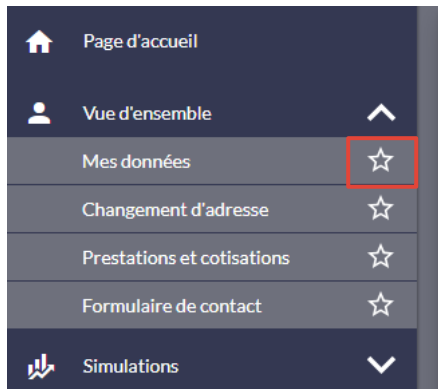 Page d'accueil
Vue d'ensemble
Mes données
Changement d'adresse
Prestations et cotisations
Formulaire de contact
Simulations